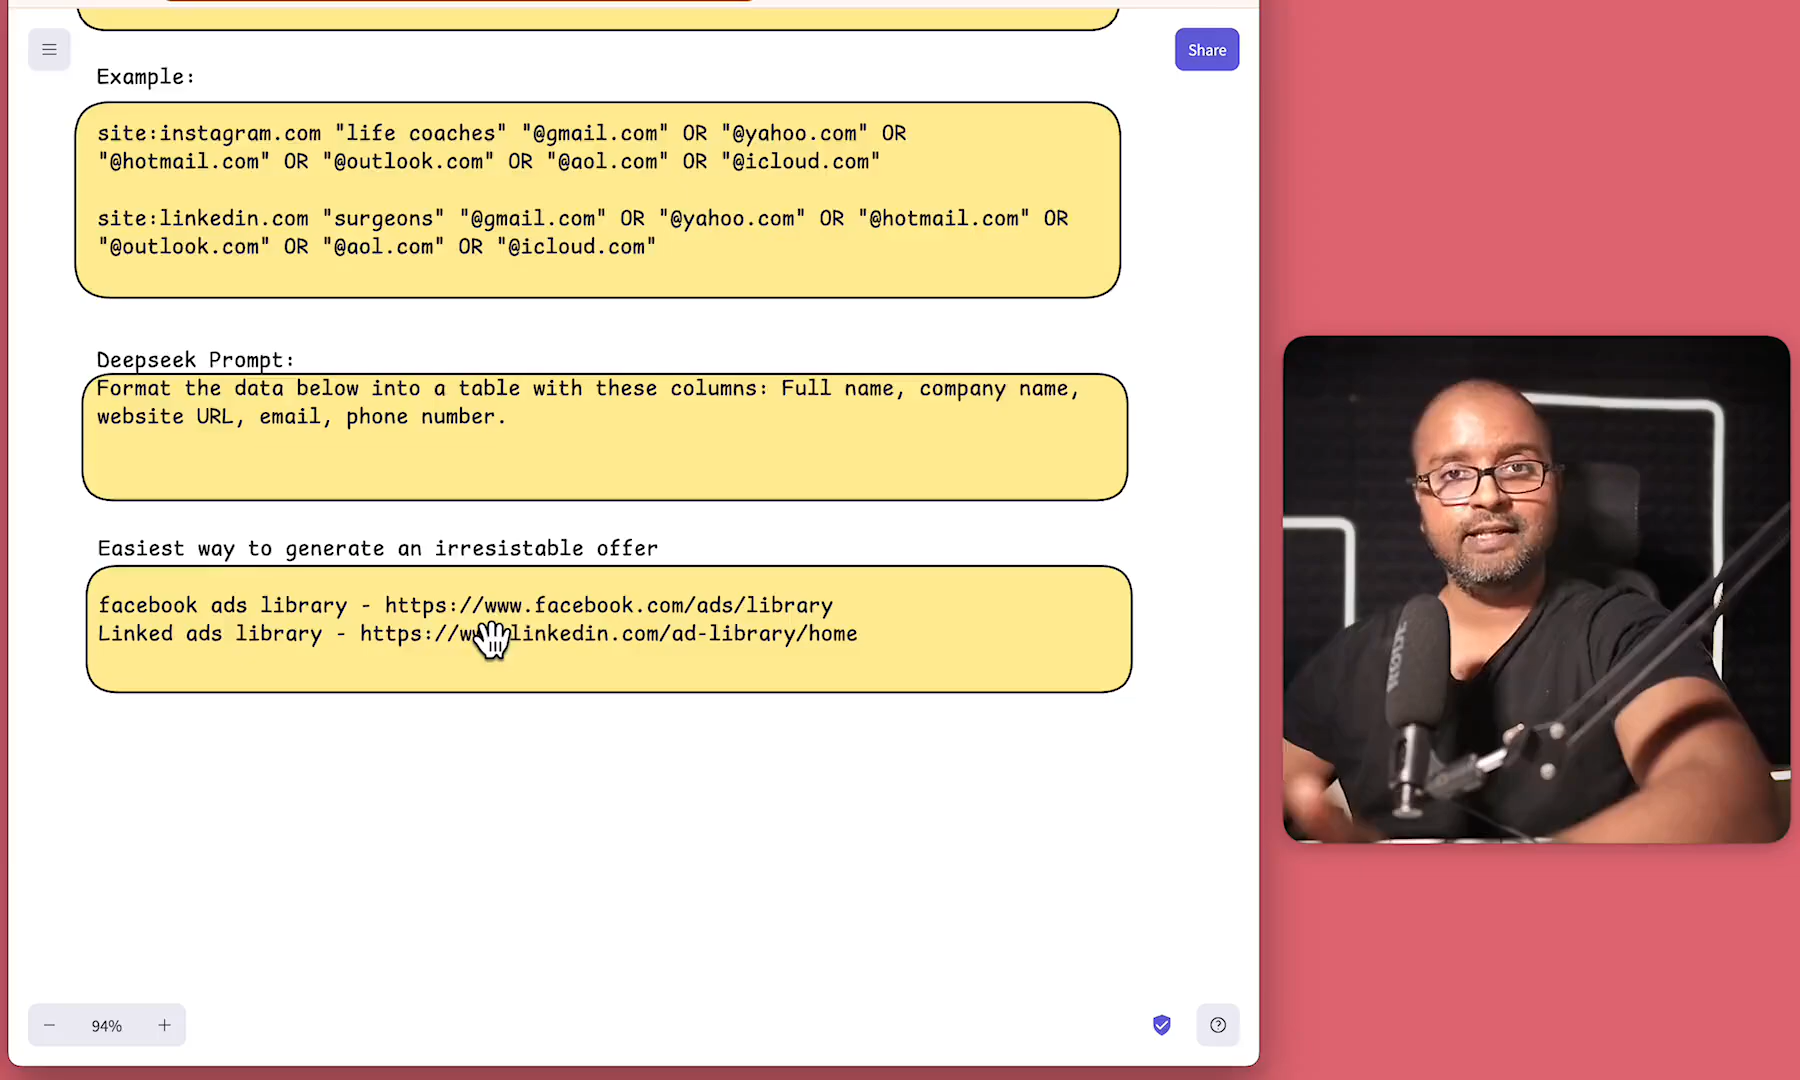 Share
Example:
site:instagram.com "life coaches" "@gmail.com" OR "@yahoo.com" OR
"@hotmail.com" OR "@outlook.com" OR "@aol.com" OR "@icloud.com"
site:linkedin.com "surgeons" "@gmail.com" OR "@yahoo.com" OR "@hotmail.com" OR
"@outlook.com" OR "@aol.com" OR "@icloud.com"
Deepseek Prompt:
Format the data below into a table with these columns: Full name, company name,
website URL, email, phone number.
Easiest way to generate an irresistable offer
facebook ads library - https://www.facebook.com/ads/library
Linked ads library - https://www.linkedin.com/ad-library/home
RODE
94%